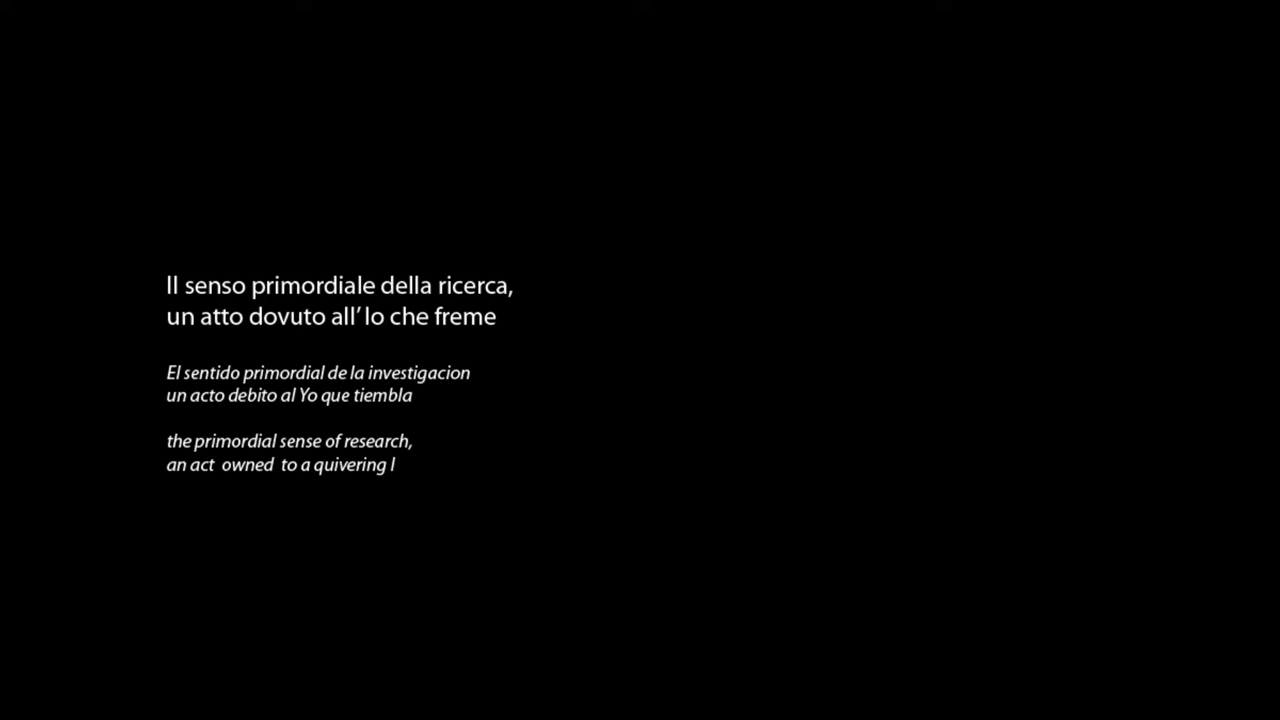 Il senso primordiale della ricerca,
un atto dovuto all' Io che freme
El sentido primordial de la investigacion
un acto debito al Yo que tiembla
the primordial sense of research,
an act owned to a quivering I